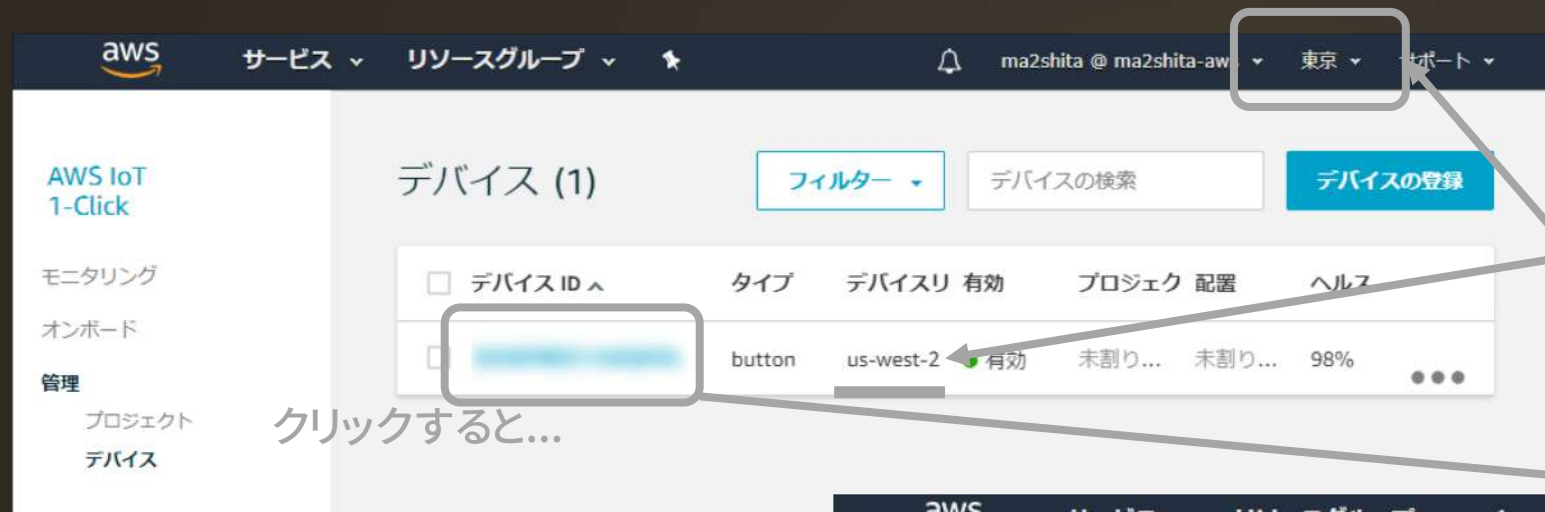 aws サービス リソースグループ ma2shita @ ma2shita-aws 東京 サポート
AWS IoT
1-Click
デバイス (1) フィルター デバイスの検索 デバイスの登録
モニタリング
オンボード
管理
プロジェクト
デバイス
デバイス ID タイプ デバイスリ 有効 プロジェク 配置 ヘルス
button us-west-2 有効 未割り... 未割り... 98%
クリックすると...
aws